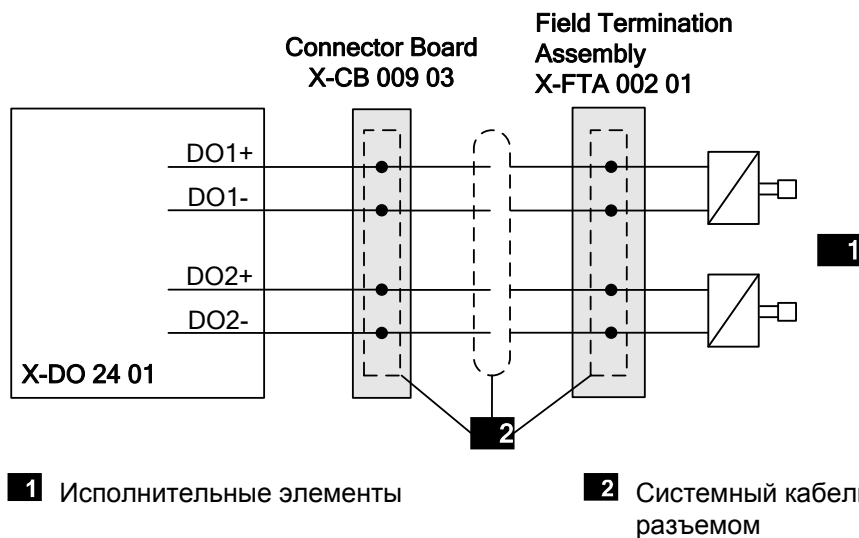 Field Termination
Assembly
X-FTA 002 01
Connector Board
X-CB 009 03
DO1+
DO1-
DO2+
DO2-
X-DO 24 01
1
2
1 Исполнительные элементы
2 Системный кабель
разъемом